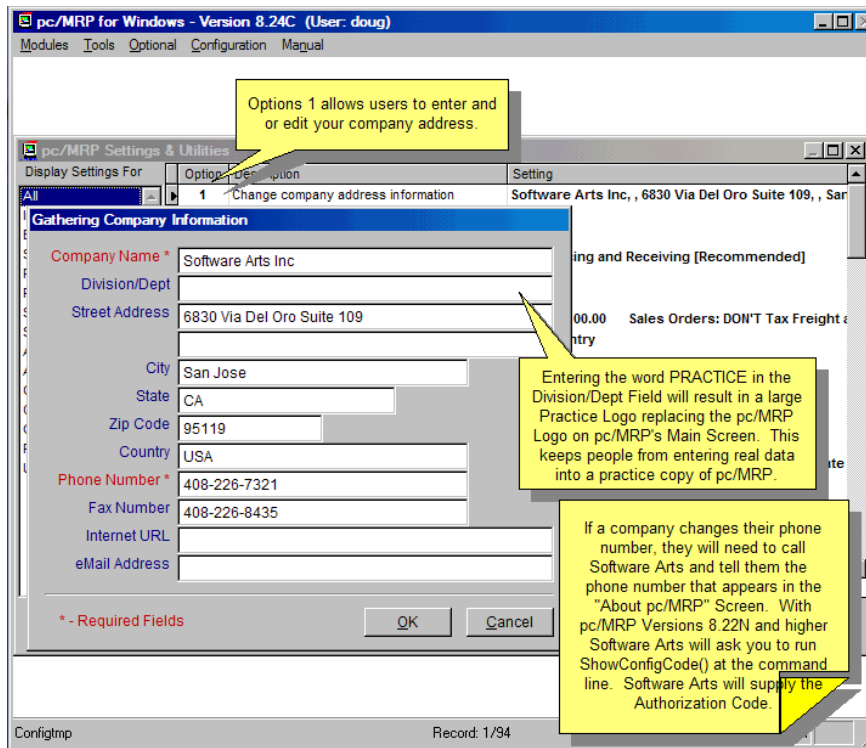 pc/MRP for Windows - Version 8.24C (User: doug)
Modules Tools Optional Configuration Manual
Options 1 allows users to enter and
or edit your company address.
pc/MRP Settings & Utilities
Display Settings For
Option Setting
All
1 Change company address information Software Arts Inc, , 6830 Via Del Oro Suite 109, , San
Gathering Company Information
Company Name * Software Arts Inc
and Receiving [Recommended]
Division/Dept
Street Address 6830 Via Del Oro Suite 109
00.00 Sales Orders: DON'T Tax Freight
City San Jose
State CA
Zip Code 95119
Country USA
Phone Number * 408-226-7321
Fax Number 408-226-8435
Internet URL
eMail Address
* - Required Fields
OK Cancel
Entering the word PRACTICE in the
Division/Dept Field will result in a large
Practice Logo replacing the pc/MRP
Logo on pc/MRP's Main Screen. This
keeps people from entering real data
into a practice copy of pc/MRP.
If a company changes their phone
number, they will need to call
Software Arts and tell them the
phone number that appears in the
"About pc/MRP" Screen. With
pc/MRP Versions 8.22N and higher
Software Arts will ask you to run
ShowConfigCode() at the command
line. Software Arts will supply the
Authorization Code.
Configtmp Record: 1/94